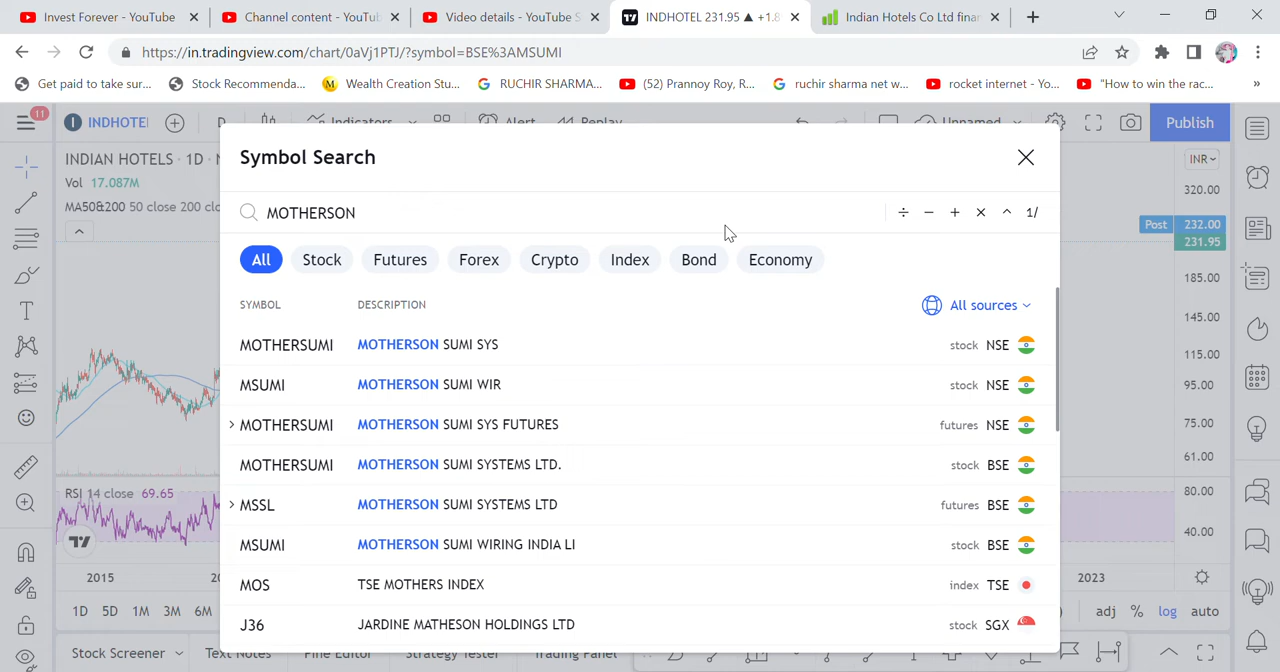 Invest Forever - YouTube
Channel content - YouTu
Video details - YouTube S
INDHOTEL 231.95 ▲ +1.8
Indian Hotels Co Ltd finan
https://in.tradingview.com/chart/0aVj1PTJ/?symbol=BSE%3AMSUMI
Get paid to take sur...
Stock Recommenda...
Wealth Creation Stu...
RUCHIR SHARMA...
(52) Prannoy Roy, R...
ruchir sharma net w...
rocket internet - Yo...
"How to win the rac...
»
11
INDHOTEL
D
Indicators
Alert
Replay
Unnamed
Publish
INDIAN HOTELS · 1D ·
Vol 17.087M
MA50&200 50 close 200 clo
INR
320.00
Post 232.00
231.95
185.00
145.00
115.00
95.00
75.00
61.00
RSI 14 close 69.65
80.00
40.00
2015
2023
1D 5D 1M 3M 6M
adj % log auto
Stock Screener
Text Notes
Pine Editor
Strategy Tester
Trading Panel
Symbol Search
MOTHERSON
÷ − + × ^ 1/
All Stock Futures Forex Crypto Index Bond Economy
SYMBOL DESCRIPTION All sources
MOTHERSUMI MOTHERSON SUMI SYS stock NSE
MSUMI MOTHERSON SUMI WIR stock NSE
MOTHERSUMI MOTHERSON SUMI SYS FUTURES futures NSE
MOTHERSUMI MOTHERSON SUMI SYSTEMS LTD. stock BSE
MSSL MOTHERSON SUMI SYSTEMS LTD futures BSE
MSUMI MOTHERSON SUMI WIRING INDIA LI stock BSE
MOS TSE MOTHERS INDEX index TSE
J36 JARDINE MATHESON HOLDINGS LTD stock SGX